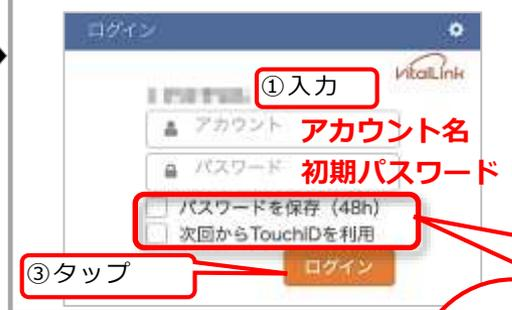 ログイン
VitalLink
①入力
アカウント アカウント名
パスワード 初期パスワード
パスワードを保存（48h）
次回からTouchIDを利用
③タップ
ログイン